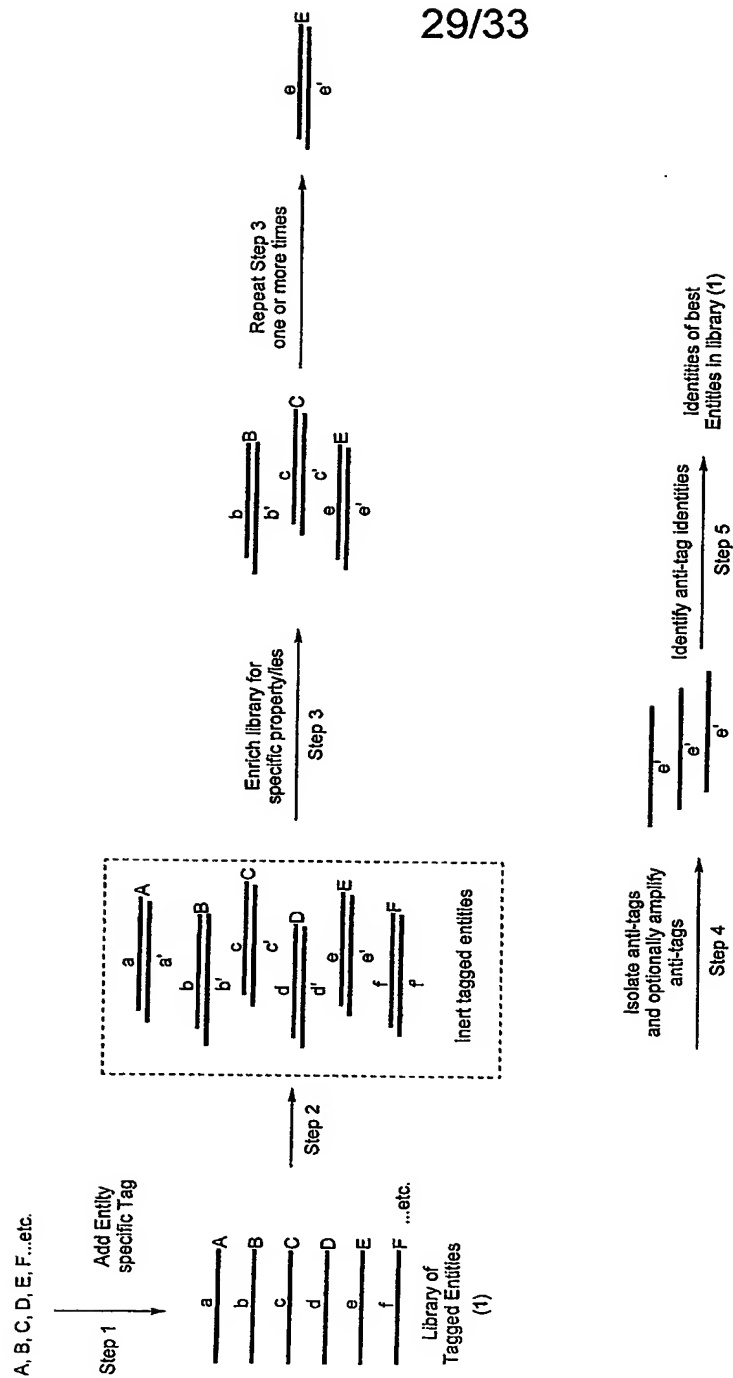 29/33
A, B, C, D, E, F...etc.
Step 1
Add Entity
specific Tag
a A
b B
c C
d D
e E
f F ...etc.
Library of
Tagged Entities
(1)
Step 2
a A
a'
b B
b'
c C
c'
d D
d'
e E
e'
f F
f'
Inert tagged entities
Enrich library for
specific property/ies
Step 3
b B
b'
c C
c'
e E
e'
Repeat Step 3
one or more times
e E
e'
Isolate anti-tags
and optionally amplify
anti-tags
Step 4
e'
e'
e'
Identify anti-tag identities
Step 5
Identities of best
Entities in library (1)